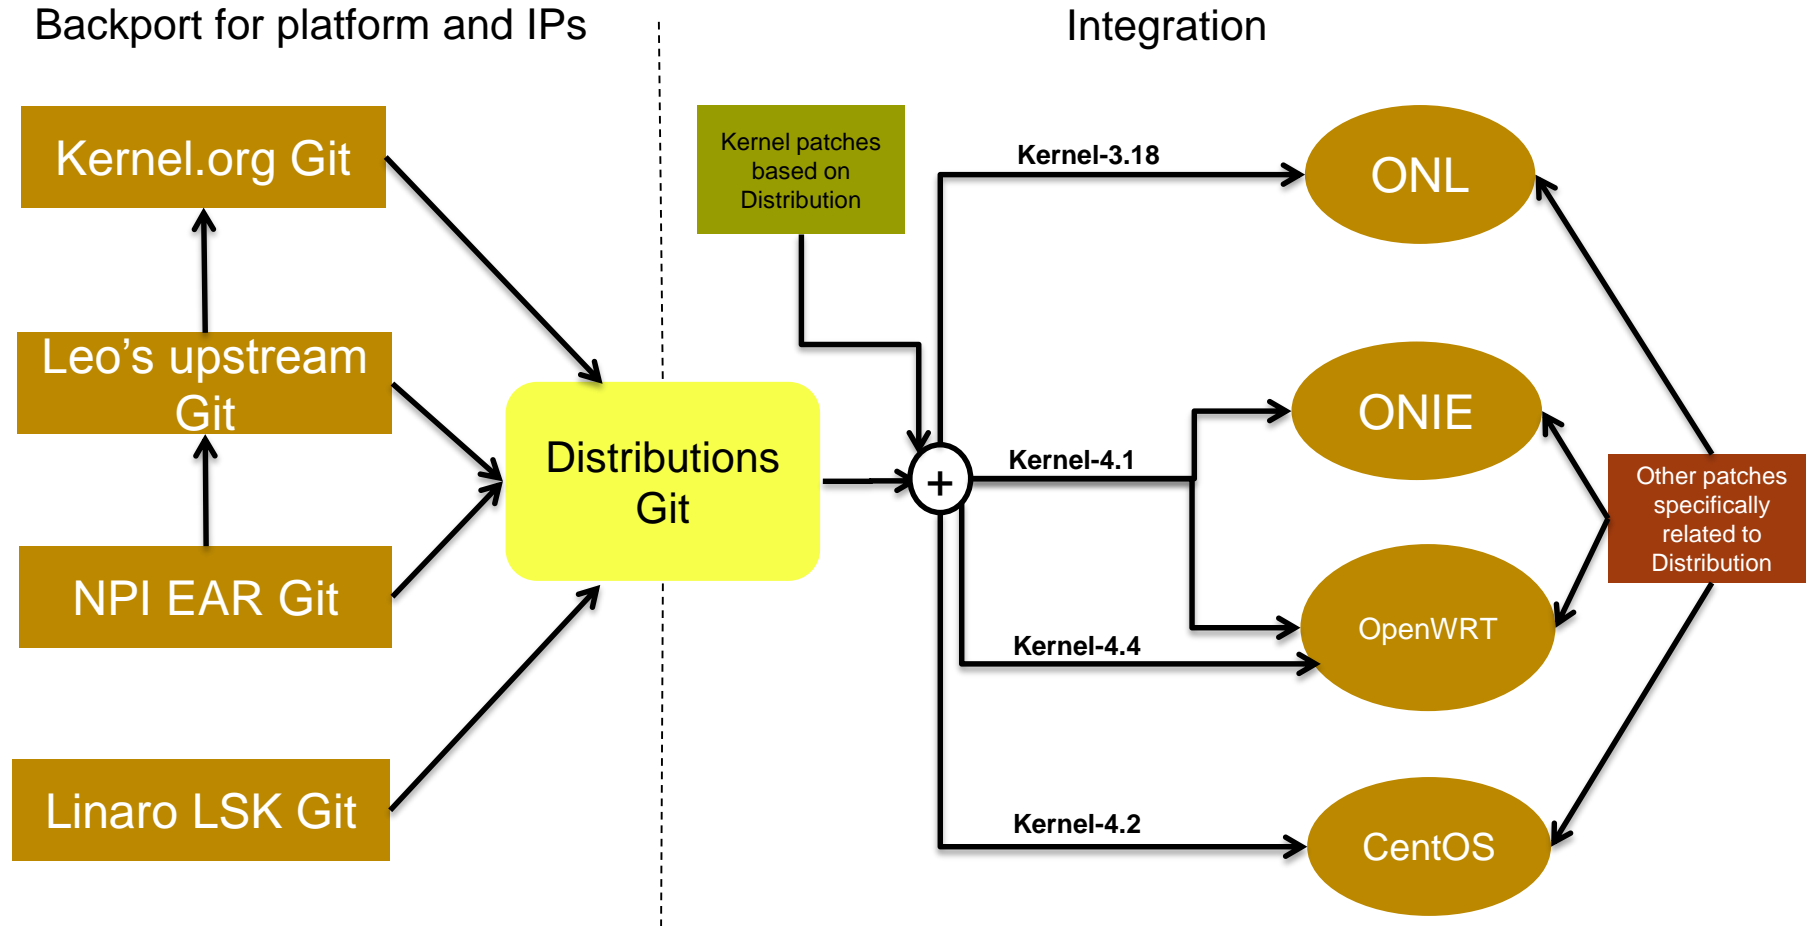 Backport for platform and IPs
Integration
Kernel.org Git
Leo’s upstream
Git
NPI EAR Git
Linaro LSK Git
Distributions
Git
Kernel patches
based on
Distribution
+
Kernel-3.18
Kernel-4.1
Kernel-4.4
Kernel-4.2
ONL
ONIE
OpenWRT
CentOS
Other patches
specifically
related to
Distribution